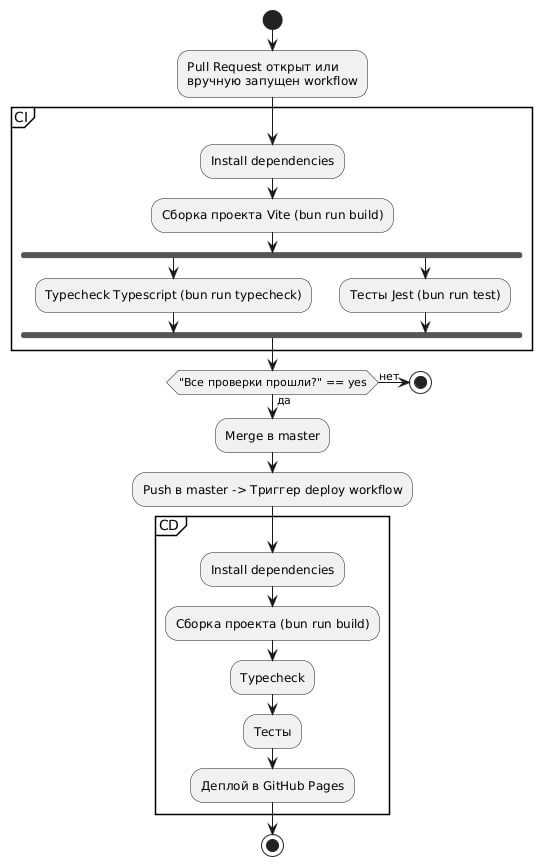 Pull Request открыт или
вручную запущен workflow
CI
Install dependencies
Сборка проекта Vite (bun run build)
Typecheck Typescript (bun run typecheck)
Тесты Jest (bun run test)
"Все проверки прошли?" == yes
нет
да
Merge в master
Push в master -> Триггер deploy workflow
CD
Install dependencies
Сборка проекта (bun run build)
Typecheck
Тесты
Деплой в GitHub Pages